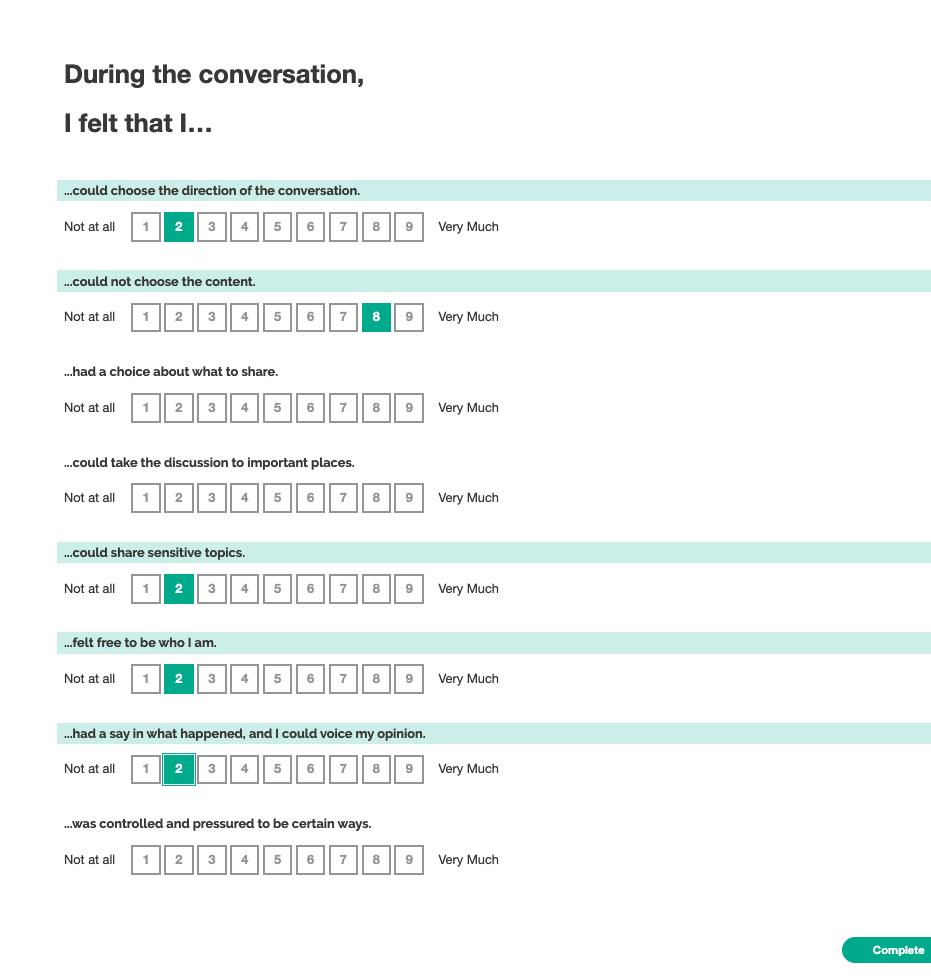 During the conversation,
I felt that I...
...could choose the direction of the conversation.
Not at all 1 2 3 4 5 6 7 8 9 Very Much
...could not choose the content.
Not at all 1 2 3 4 5 6 7 8 9 Very Much
...had a choice about what to share.
Not at all 1 2 3 4 5 6 7 8 9 Very Much
...could take the discussion to important places.
Not at all 1 2 3 4 5 6 7 8 9 Very Much
...could share sensitive topics.
Not at all 1 2 3 4 5 6 7 8 9 Very Much
...felt free to be who I am.
Not at all 1 2 3 4 5 6 7 8 9 Very Much
...had a say in what happened, and I could voice my opinion.
Not at all 1 2 3 4 5 6 7 8 9 Very Much
...was controlled and pressured to be certain ways.
Not at all 1 2 3 4 5 6 7 8 9 Very Much
Complete